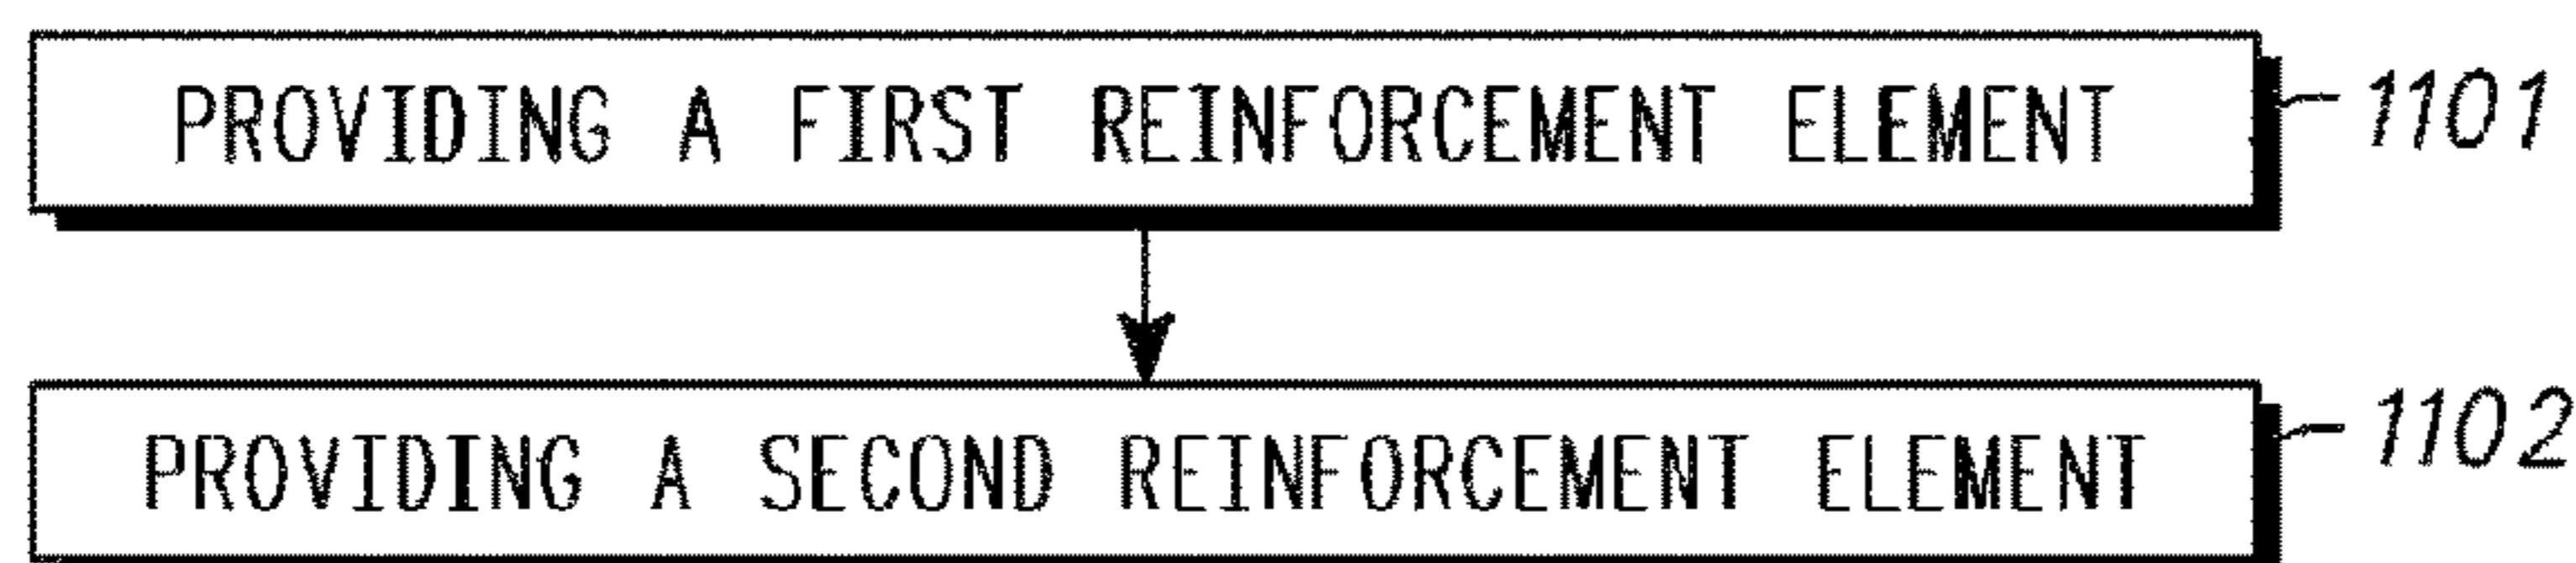 PROVIDING A FIRST REINFORCEMENT ELEMENT 1101
PROVIDING A SECOND REINFORCEMENT ELEMENT 1102